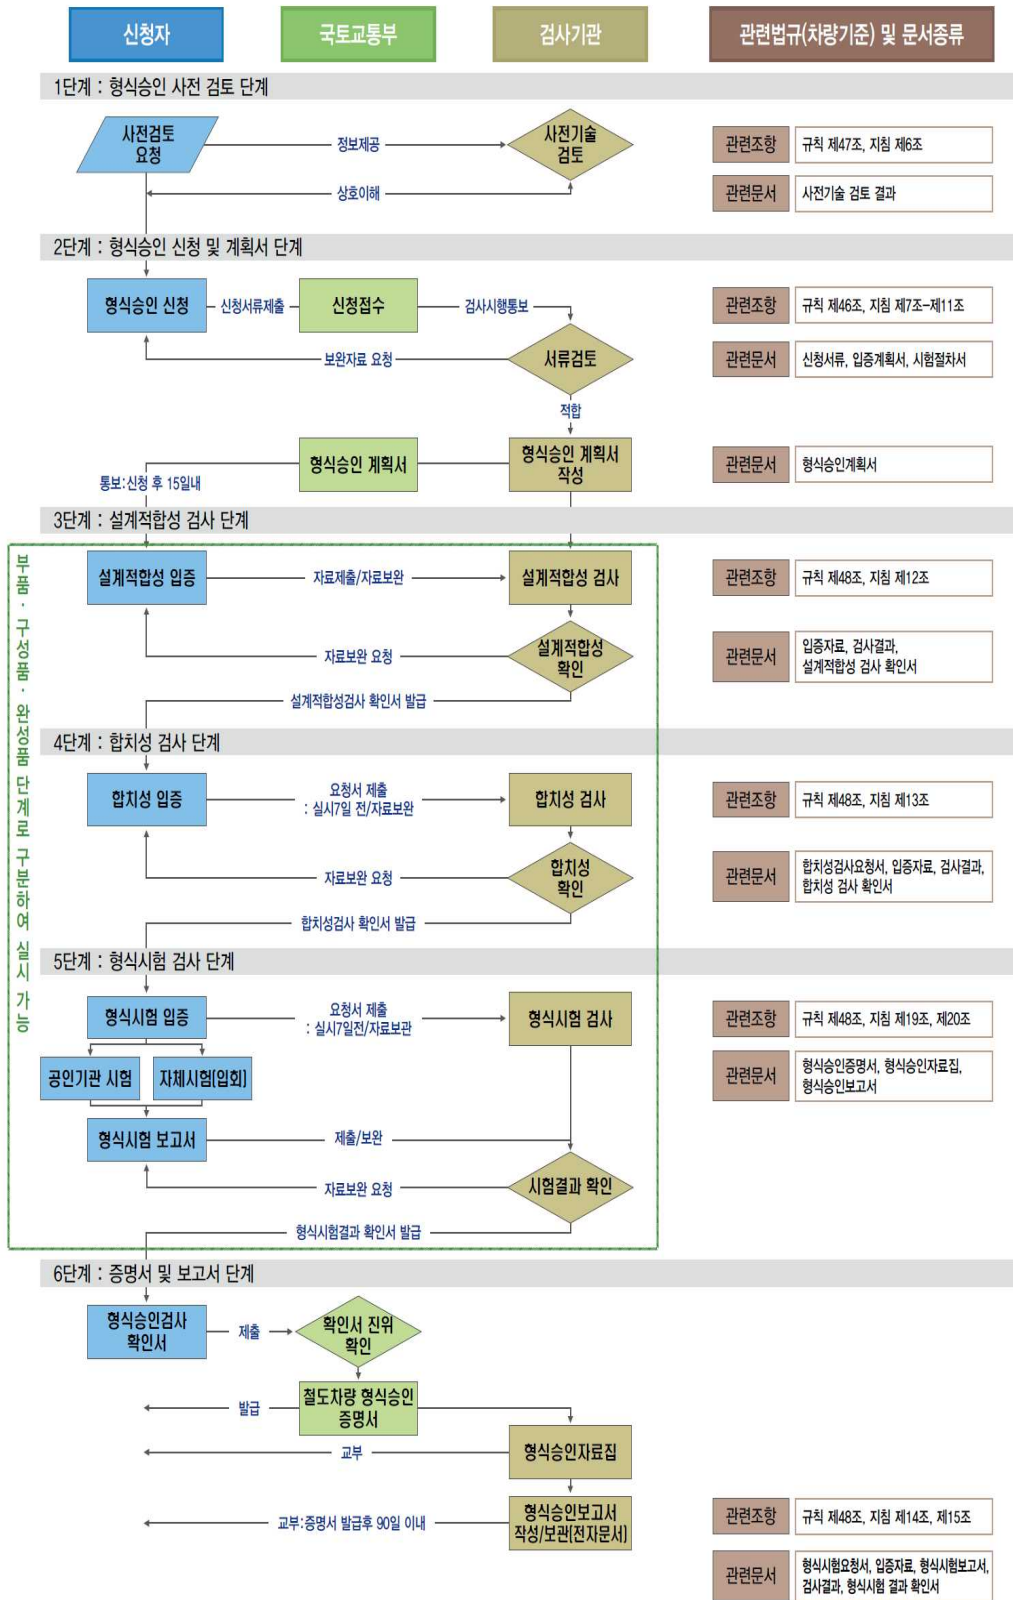 신청자
국토교통부
검사기관
관련법규(차량기준) 및 문서종류
1단계 : 형식승인 사전 검토 단계
사전검토
요청
정보제공
사전기술
검토
상호이해
관련조항
규칙 제47조, 지침 제6조
관련문서
사전기술 검토 결과
2단계 : 형식승인 신청 및 계획서 단계
형식승인 신청
신청서류제출
신청접수
검사시행통보
관련조항
규칙 제46조, 지침 제7조-제11조
보완자료 요청
서류검토
관련문서
신청서류, 입증계획서, 시험절차서
적합
형식승인 계획서
형식승인 계획서
작성
관련문서
형식승인계획서
통보:신청 후 15일내
3단계 : 설계적합성 검사 단계
부품 · 구성품 · 완성품 단계로 구분하여 실시 가능
설계적합성 입증
자료제출/자료보완
설계적합성 검사
관련조항
규칙 제48조, 지침 제12조
자료보완 요청
설계적합성
확인
관련문서
입증자료, 검사결과,
설계적합성 검사 확인서
설계적합성검사 확인서 발급
4단계 : 합치성 검사 단계
합치성 입증
요청서 제출
: 실시7일 전/자료보완
합치성 검사
관련조항
규칙 제48조, 지침 제13조
자료보완 요청
합치성
확인
관련문서
합치성검사요청서, 입증자료, 검사결과,
합치성 검사 확인서
합치성검사 확인서 발급
5단계 : 형식시험 검사 단계
형식시험 입증
요청서 제출
: 실시7일전/자료보관
형식시험 검사
관련조항
규칙 제48조, 지침 제19조, 제20조
공인기관 시험
자체시험(입회)
관련문서
형식승인증명서, 형식승인자료집,
형식승인보고서
형식시험 보고서
제출/보완
자료보완 요청
시험결과 확인
형식시험결과 확인서 발급
6단계 : 증명서 및 보고서 단계
형식승인검사
확인서
제출
확인서 진위
확인
발급
철도차량 형식승인
증명서
교부
형식승인자료집
교부:증명서 발급후 90일 이내
형식승인보고서
작성/보관(전자문서)
관련조항
규칙 제48조, 지침 제14조, 제15조
관련문서
형식시험요청서, 입증자료, 형식시험보고서,
검사결과, 형식시험 결과 확인서